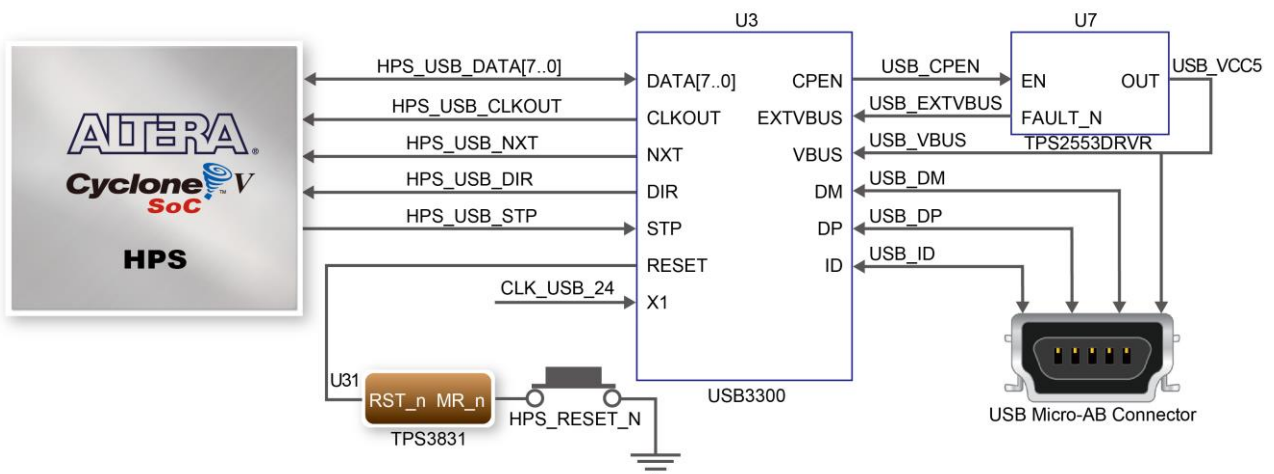 U3
U7
HPS_USB_DATA[7..0]
DATA[7..0]
CPEN
USB_CPEN
EN
OUT
USB_VCC5
HPS_USB_CLKOUT
CLKOUT
EXTVBUS
USB_EXTVBUS
FAULT_N
TPS2553DRVR
HPS_USB_NXT
NXT
VBUS
USB_VBUS
ALTERA
Cyclone V
SoC
HPS
HPS_USB_DIR
DIR
DM
USB_DM
HPS_USB_STP
STP
DP
USB_DP
RESET
ID
USB_ID
CLK_USB_24
X1
U31
RST_n MR_n
TPS3831
HPS_RESET_N
USB3300
USB Micro-AB Connector